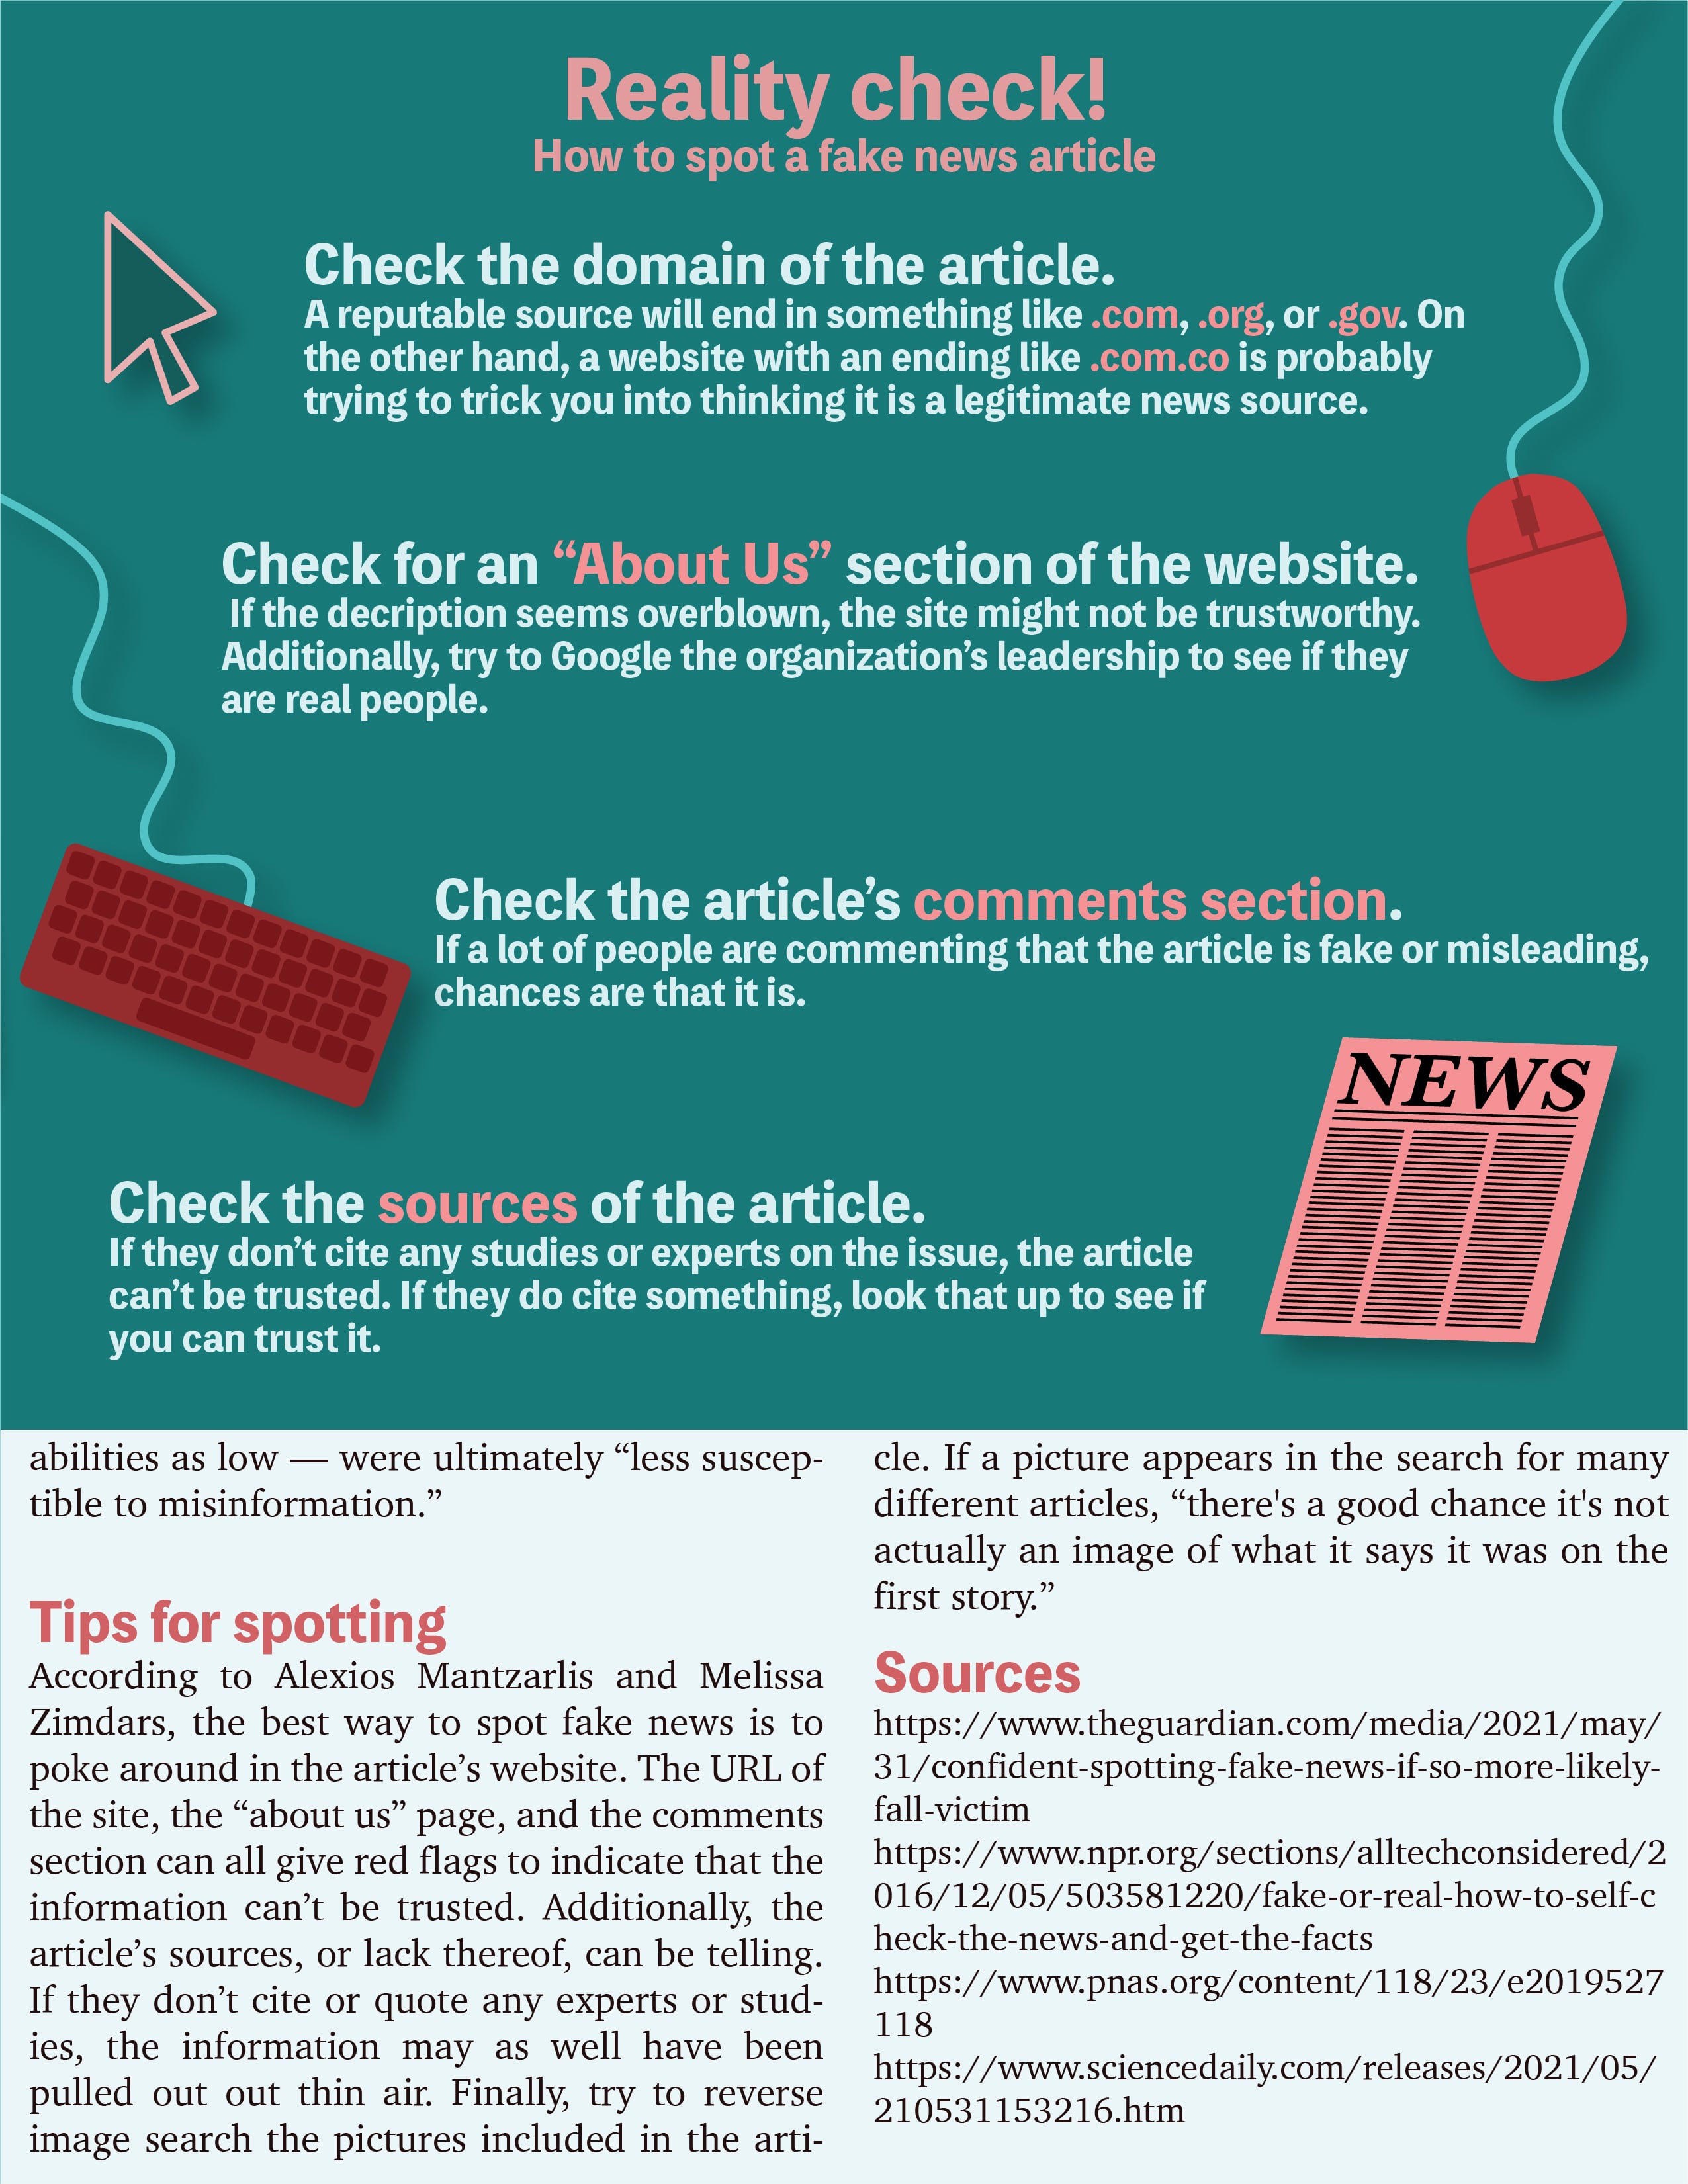 Reality check!
How to spot a fake news article
Check the domain of the article.
A reputable source will end in something like .com, .org, or .gov. On
the other hand, a website with an ending like .com.co is probably
trying to trick you into thinking it is a legitimate news source.
Check for an “About Us” section of the website.
If the decription seems overblown, the site might not be trustworthy.
Additionally, try to Google the organization’s leadership to see if they
are real people.
Check the article’s comments section.
If a lot of people are commenting that the article is fake or misleading,
chances are that it is.
NEWS
Check the sources of the article.
If they don’t cite any studies or experts on the issue, the article
can’t be trusted. If they do cite something, look that up to see if
you can trust it.
abilities as low — were ultimately “less suscep-
tible to misinformation.”
Tips for spotting
According to Alexios Mantzarlis and Melissa
Zimdars, the best way to spot fake news is to
poke around in the article’s website. The URL of
the site, the “about us” page, and the comments
section can all give red flags to indicate that the
information can’t be trusted. Additionally, the
article’s sources, or lack thereof, can be telling.
If they don’t cite or quote any experts or stud-
ies, the information may as well have been
pulled out out thin air. Finally, try to reverse
image search the pictures included in the arti-
cle. If a picture appears in the search for many
different articles, “there's a good chance it's not
actually an image of what it says it was on the
first story.”
Sources
https://www.theguardian.com/media/2021/may/
31/confident-spotting-fake-news-if-so-more-likely-
fall-victim
https://www.npr.org/sections/alltechconsidered/2
016/12/05/503581220/fake-or-real-how-to-self-c
heck-the-news-and-get-the-facts
https://www.pnas.org/content/118/23/e2019527
118
https://www.sciencedaily.com/releases/2021/05/
210531153216.htm